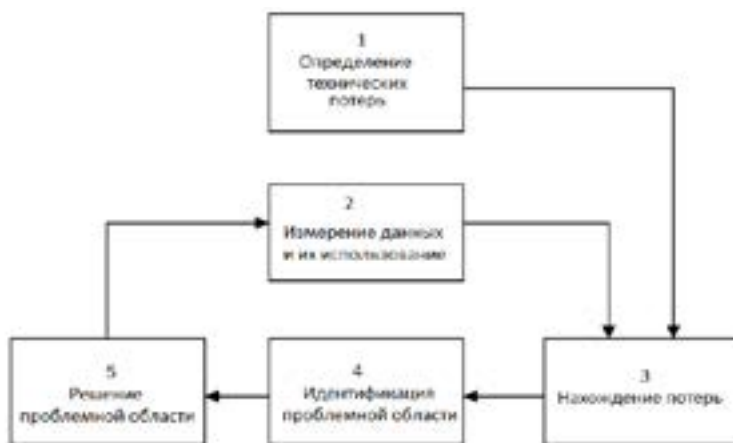 1
Определение
технических
потерь
2
Измерение данных
и их использование
3
Нахождение потерь
4
Идентификация
проблемной области
5
Решение
проблемной области